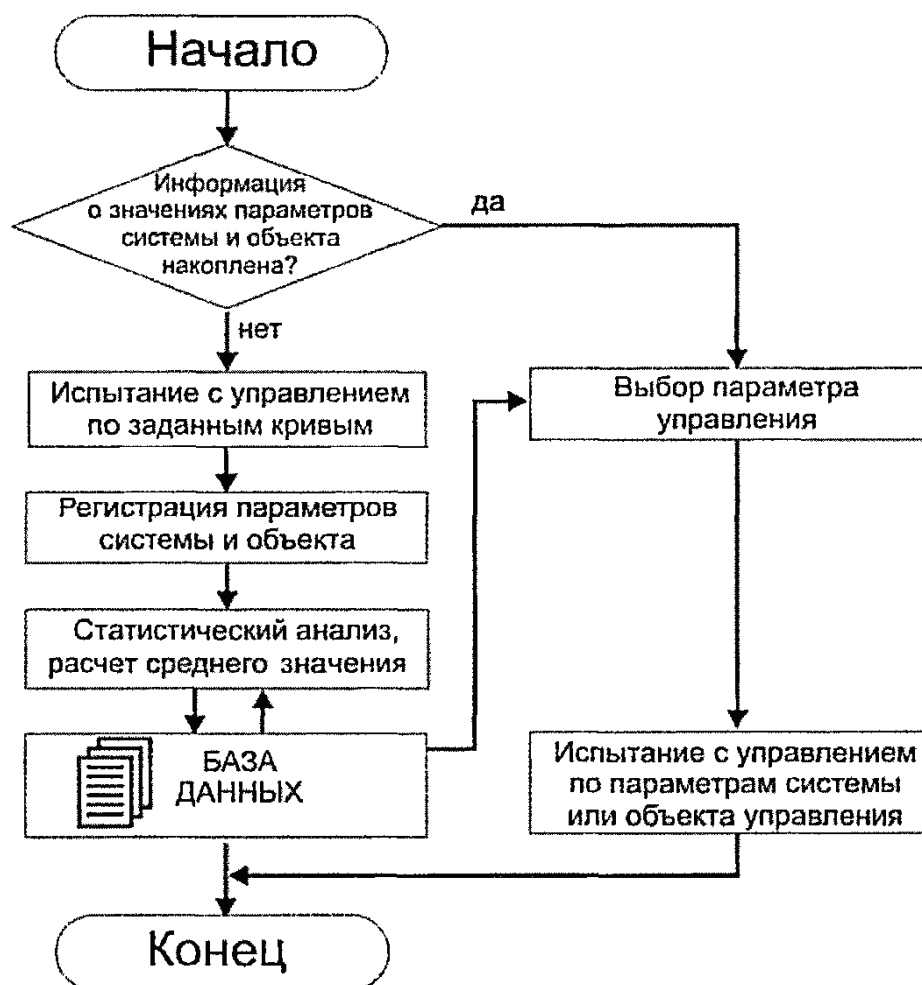 Начало
Информация
о значениях параметров
системы и объекта
накоплена?
да
нет
Испытание с управлением
по заданным кривым
Выбор параметра
управления
Регистрация параметров
системы и объекта
Статистический анализ,
расчет среднего значения
БАЗА
ДАННЫХ
Испытание с управлением
по параметрам системы
или объекта управления
Конец